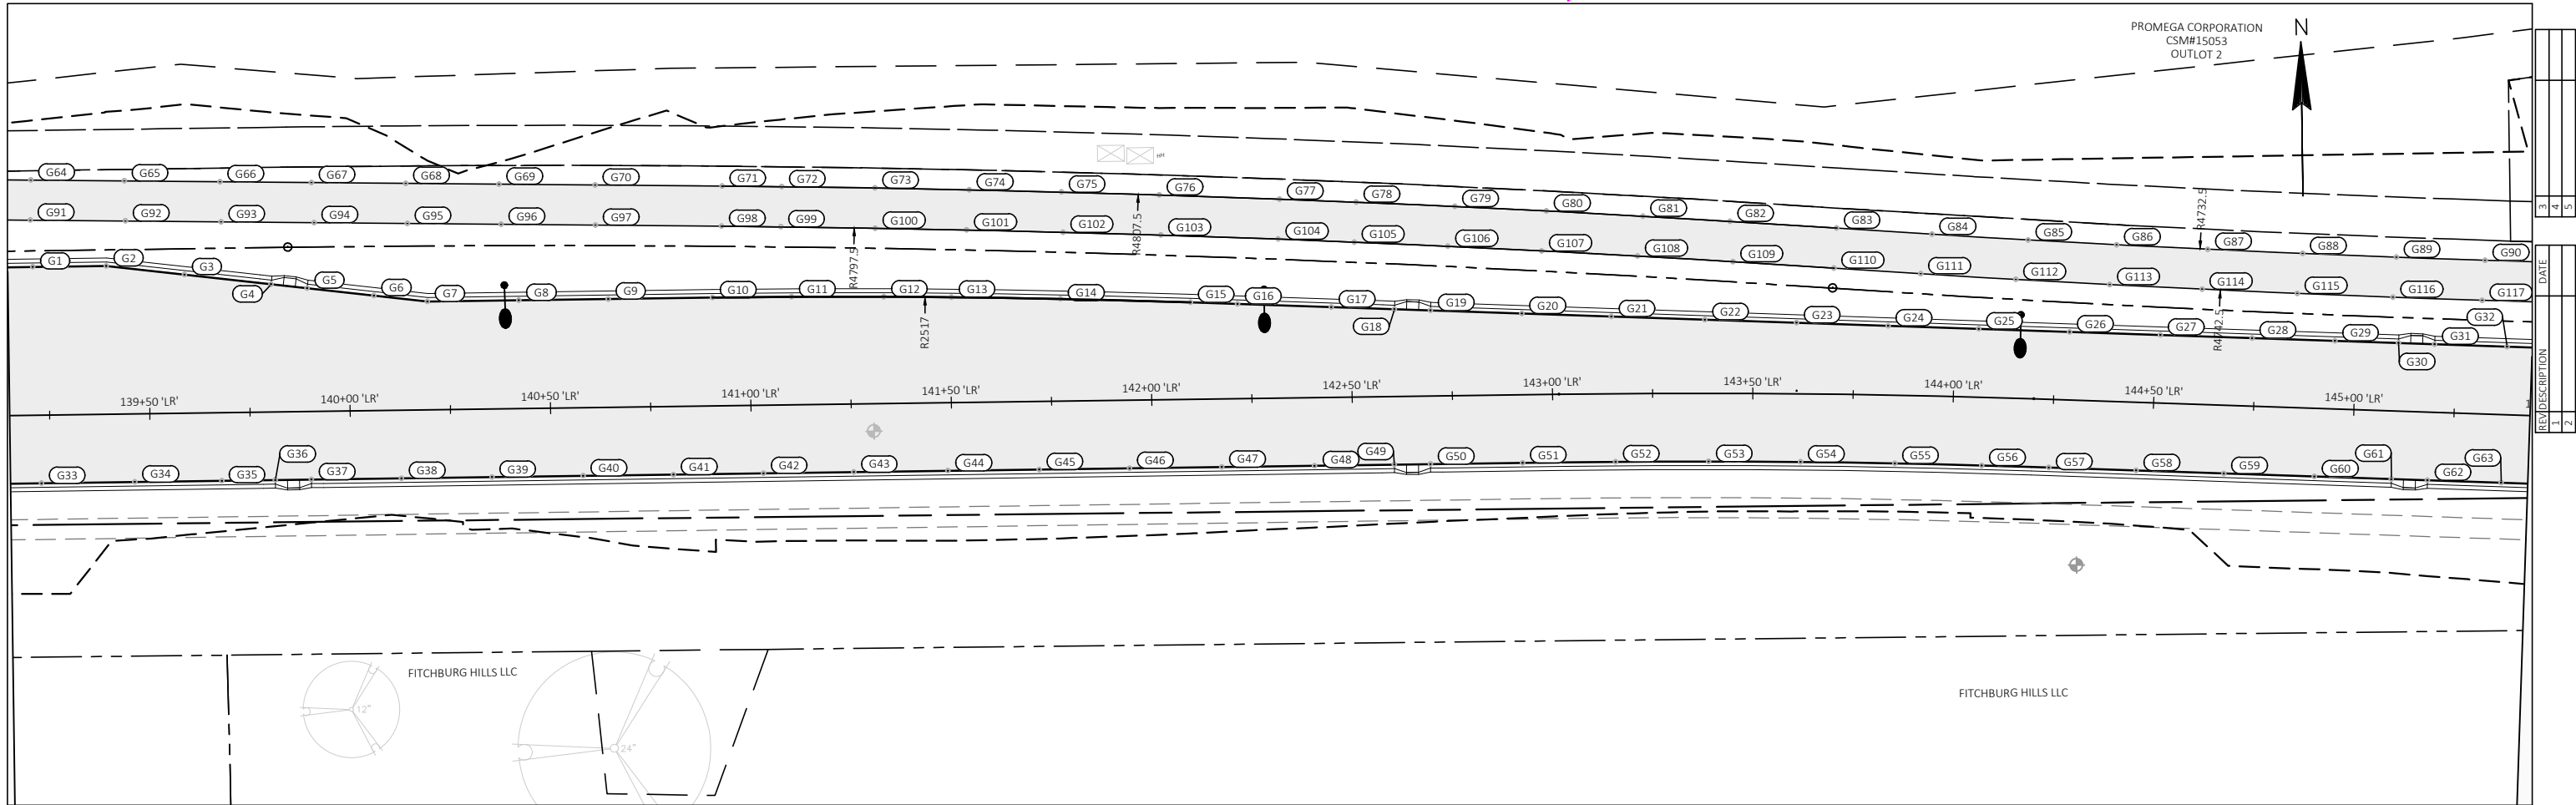 PROMEGA CORPORATION
CSM#15053
OUTLOT 2
N
HH
G64 G65 G66 G67 G68 G69 G70 G71 G72 G73 G74 G75 G76 G77 G78 G79 G80 G81 G82 G83 G84 G85 G86 G87 G88 G89 G90
R4807.5
R4732.5
G91 G92 G93 G94 G95 G96 G97 G98 G99 G100 G101 G102 G103 G104 G105 G106 G107 G108 G109 G110 G111 G112 G113 G114 G115 G116 G117
R4797.5
R4742.5
G1 G2 G3 G4 G5 G6 G7 G8 G9 G10 G11 G12 G13 G14 G15 G16 G17 G18 G19 G20 G21 G22 G23 G24 G25 G26 G27 G28 G29 G30 G31 G32
R2517
139+50 'LR' 140+00 'LR' 140+50 'LR' 141+00 'LR' 141+50 'LR' 142+00 'LR' 142+50 'LR' 143+00 'LR' 143+50 'LR' 144+00 'LR' 144+50 'LR' 145+00 'LR'
G33 G34 G35 G36 G37 G38 G39 G40 G41 G42 G43 G44 G45 G46 G47 G48 G49 G50 G51 G52 G53 G54 G55 G56 G57 G58 G59 G60 G61 G62 G63
FITCHBURG HILLS LLC
12"
24"
FITCHBURG HILLS LLC
REV DESCRIPTION DATE
1
2
3
4
5